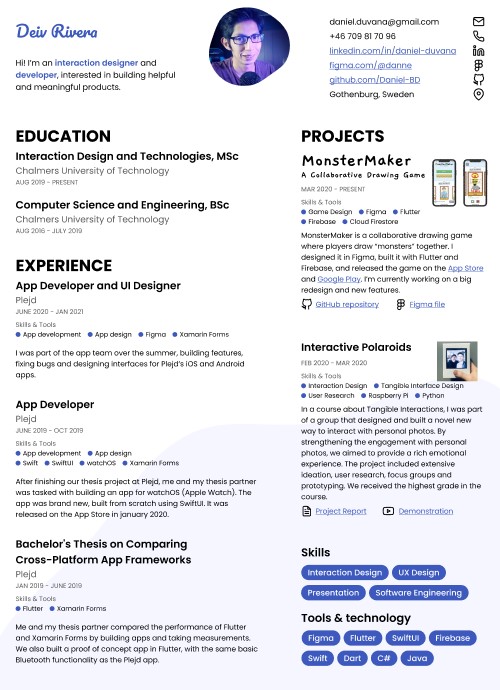 Deiv Rivera
Hi! I'm an interaction designer and
developer, interested in building helpful
and meaningful products.
daniel.duvana@gmail.com
+46 709 81 70 96
linkedin.com/in/daniel-duvana
figma.com/@danne
github.com/Daniel-BD
Gothenburg, Sweden
EDUCATION
Interaction Design and Technologies, MSc
Chalmers University of Technology
AUG 2019 - PRESENT
Computer Science and Engineering, BSc
Chalmers University of Technology
AUG 2016 - JULY 2019
EXPERIENCE
App Developer and UI Designer
Plejd
JUNE 2020 - JAN 2021
Skills & Tools
App development App design Figma Xamarin Forms
I was part of the app team over the summer, building features,
fixing bugs and designing interfaces for Plejd's iOS and Android
apps.
App Developer
Plejd
JUNE 2019 - OCT 2019
Skills & Tools
App development App design
Swift SwiftUI watchOS Xamarin Forms
After finishing our thesis project at Plejd, me and my thesis partner
was tasked with building an app for watchOS (Apple Watch). The
app was brand new, built from scratch using SwiftUI. It was
released on the App Store in january 2020.
Bachelor's Thesis on Comparing
Cross-Platform App Frameworks
Plejd
JAN 2019 - JUNE 2019
Skills & Tools
Flutter Xamarin Forms
Me and my thesis partner compared the performance of Flutter
and Xamarin Forms by building apps and taking measurements.
We also built a proof of concept app in Flutter, with the same basic
Bluetooth functionality as the Plejd app.
PROJECTS
MonsterMaker
A Collaborative Drawing Game
MAR 2020 - PRESENT
Skills & Tools
Game Design Figma Flutter
Firebase Cloud Firestore
MonsterMaker is a collaborative drawing game
where players draw "monsters" together. I
designed it in Figma, built it with Flutter and
Firebase, and released the game on the App Store
and Google Play. I'm currently working on a big
redesign and new features.
GitHub repository Figma file
Interactive Polaroids
FEB 2020 - MAR 2020
Skills & Tools
Interaction Design Tangible Interface Design
User Research Raspberry Pi Python
In a course about Tangible Interactions, I was part
of a group that designed and built a novel new
way to interact with personal photos. By
strengthening the engagement with personal
photos, we aimed to provide a rich emotional
experience. The project included extensive
ideation, user research, focus groups and
prototyping. We received the highest grade in the
course.
Project Report Demonstration
Skills
Interaction Design UX Design
Presentation Software Engineering
Tools & technology
Figma Flutter SwiftUI Firebase
Swift Dart C# Java